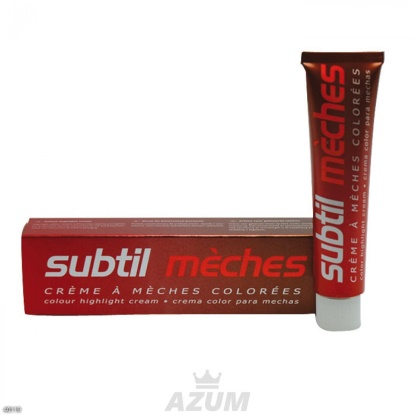 subtil mèches
CRÈME À MÈCHES COLORÉES
colour highlight cream • crema color para mechas
subtil mèches
CRÈME À MÈCHES COLORÉES
color highlight cream • crema color para mechas
AZUM